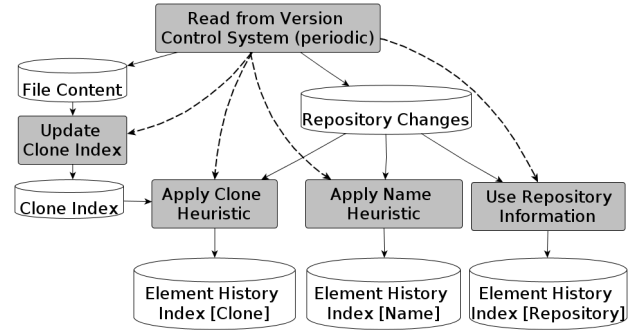 Read from Version
Control System (periodic)
File Content
Repository Changes
Update
Clone Index
Clone Index
Apply Clone
Heuristic
Apply Name
Heuristic
Use Repository
Information
Element History
Index [Clone]
Element History
Index [Name]
Element History
Index [Repository]